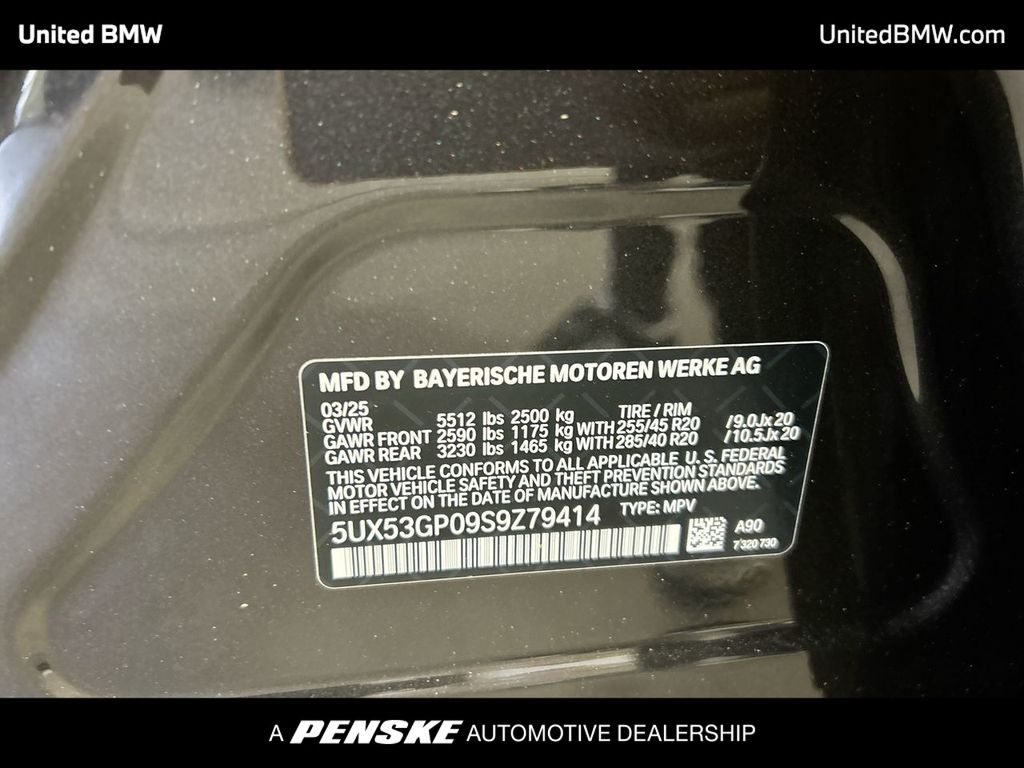 United BMW
UnitedBMW.com
MFD BY BAYERISCHE MOTOREN WERKE AG
03/25
GVWR 5512 lbs 2500 kg TIRE / RIM
GAWR FRONT 2590 lbs 1175 kg WITH 255/45 R20 /9.0Jx20
GAWR REAR 3230 lbs 1465 kg WITH 285/40 R20 /10.5Jx20
THIS VEHICLE CONFORMS TO ALL APPLICABLE U.S. FEDERAL
MOTOR VEHICLE SAFETY AND THEFT PREVENTION STANDARDS
IN EFFECT ON THE DATE OF MANUFACTURE SHOWN ABOVE.
5UX53GP09S9Z79414 TYPE: MPV
A90
7 320 730
A PENSKE AUTOMOTIVE DEALERSHIP